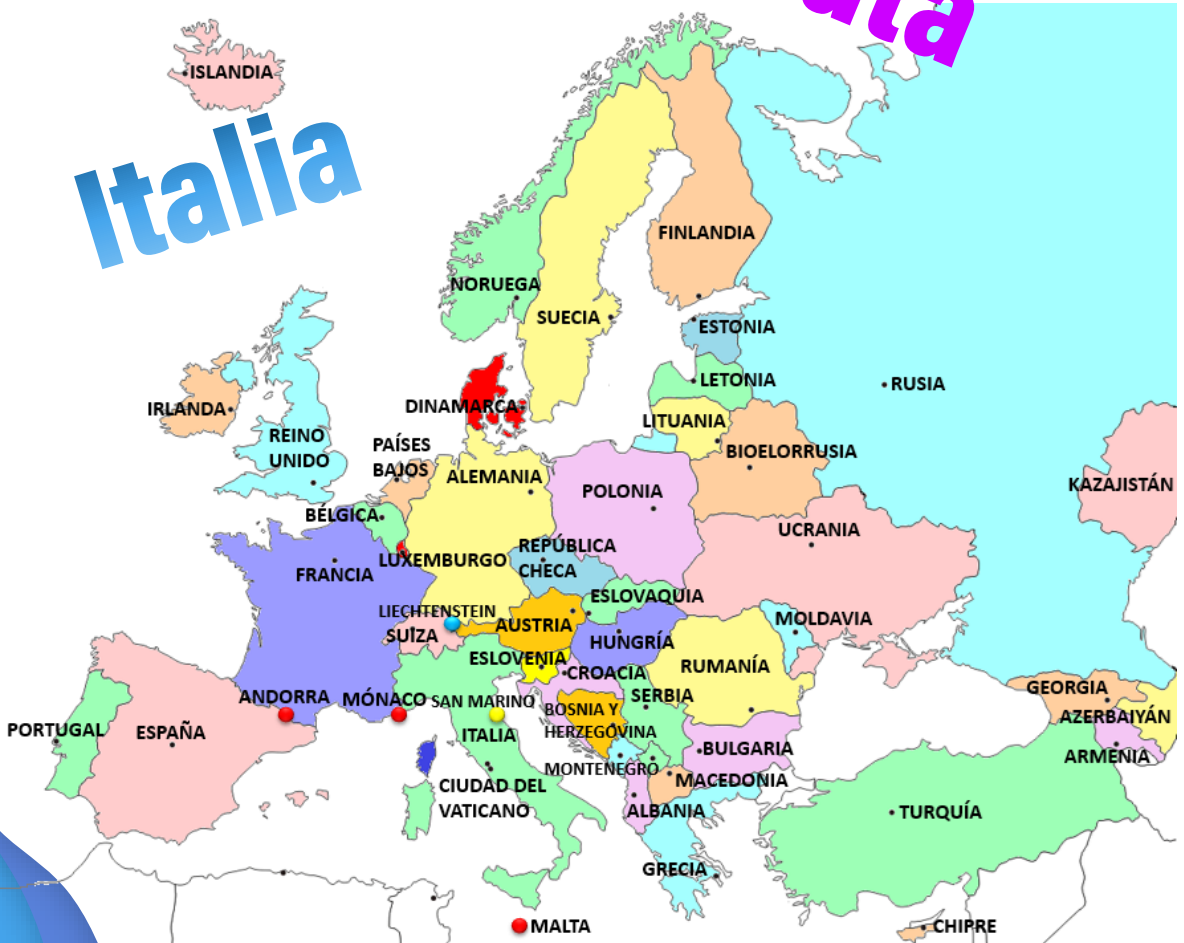 ISLANDIA
Italia
FINLANDIA
NORUEGA
SUECIA
ESTONIA
LETONIA
RUSIA
DINAMARCA
IRLANDA
LITUANIA
REINO
UNIDO
PAÍSES
BAJOS
BIOELORRUSIA
ALEMANIA
POLONIA
KAZAJISTÁN
BÉLGICA
UCRANIA
REPÚBLICA
CHECA
LUXEMBURGO
FRANCIA
ESLOVAQUIA
LIECHTENSTEIN
AUSTRIA
MOLDAVIA
SUIZA
HUNGRÍA
ESLOVENIA
CROACIA
RUMANÍA
ANDORRA
MÓNACO
SAN MARINO
SERBIA
GEORGIA
BOSNIA Y
HERZEGOVINA
AZERBAIYÁN
PORTUGAL
ESPAÑA
ITALIA
BULGARIA
ARMENIA
MONTENEGRO
MACEDONIA
CIUDAD DEL
VATICANO
ALBANIA
TURQUÍA
GRECIA
MALTA
CHIPRE